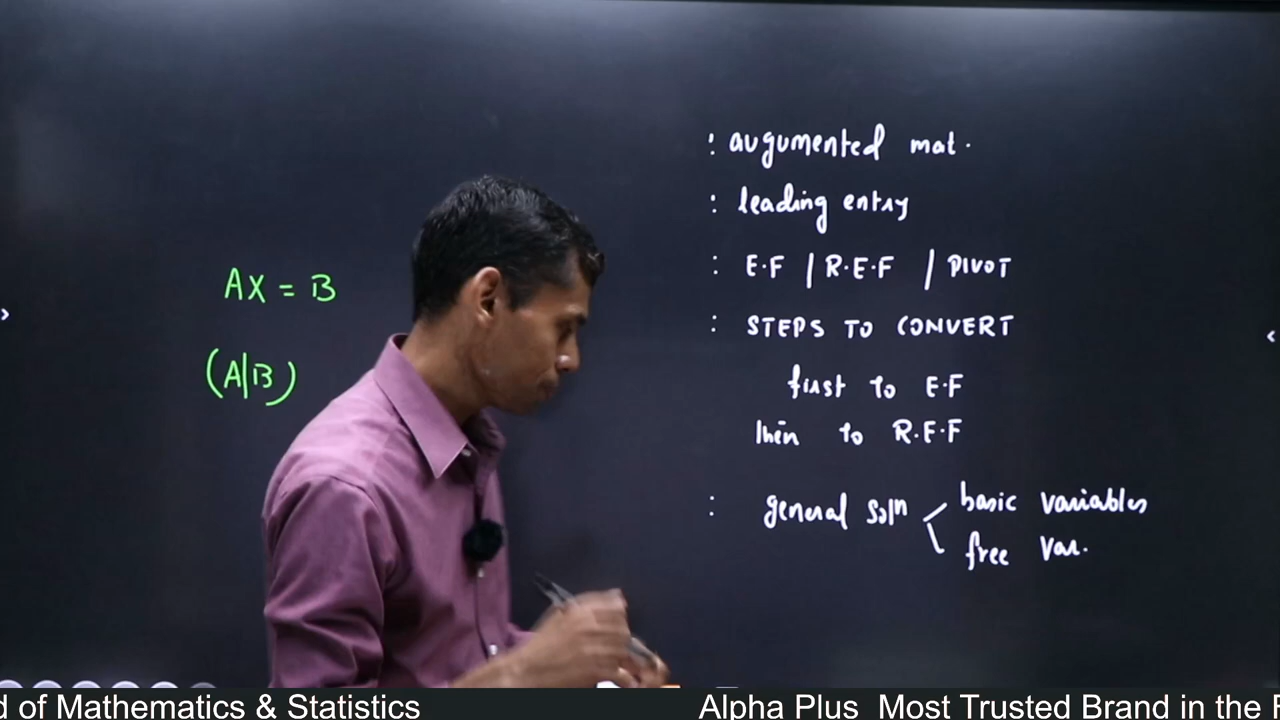 : augumented mat.
: leading entry
AX = B
: E.F / R.E.F / PIVOT
: STEPS TO CONVERT
(A|B)
first to E.F
then to R.E.F
: general soln
basic variables
free var.
d of Mathematics & Statistics
Alpha Plus Most Trusted Brand in the F